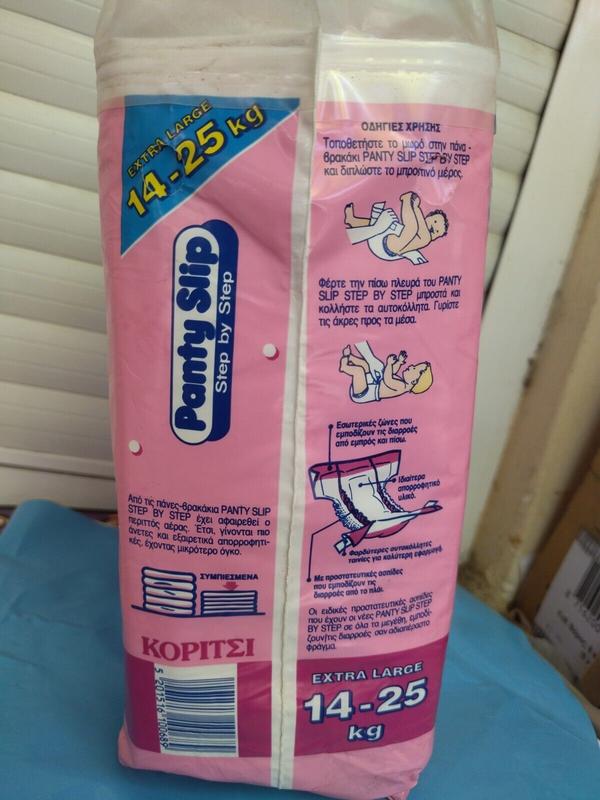 EXTRA LARGE
14-25 kg
Panty Slip
Step by Step
Από τις πάνες-βρακάκια PANTY SLIP
STEP BY STEP έχει αφαιρεθεί ο
περιττός αέρας. Έτσι, γίνονται πιο
άνετες και εξαιρετικά απορροφητι-
κές, έχοντας μικρότερο όγκο.
ΣΥΜΠΙΕΣΜΕΝΑ
ΚΟΡΙΤΣΙ
ΟΔΗΓΙΕΣ ΧΡΗΣΗΣ
Τοποθετήστε το μωρό στην πάνα -
βρακάκι PANTY SLIP STEP BY STEP
και διπλώστε το μπροστινό μέρος.
Φέρτε την πίσω πλευρά του PANTY
SLIP STEP BY STEP μπροστά και
κολλήστε τα αυτοκόλλητα. Γυρίστε
τις άκρες προς τα μέσα.
Εσωτερικές ζώνες που
εμποδίζουν τις διαρροές
από εμπρός και πίσω.
Ιδιαίτερα
απορροφητικό
υλικό.
Φαρδύτερες αυτοκόλλητες
ταινίες για καλύτερη εφαρμογή.
Με προστατευτικές ασπίδες
που εμποδίζουν τις
διαρροές από το πλάι.
Οι ειδικές προστατευτικές ασπίδες
που έχουν οι νέες PANTY SLIP STEP
BY STEP σε όλα τα μεγέθη, εμποδί-
ζουν τις διαρροές σαν αδιαπέραστο
φράγμα.
EXTRA LARGE
14-25
kg